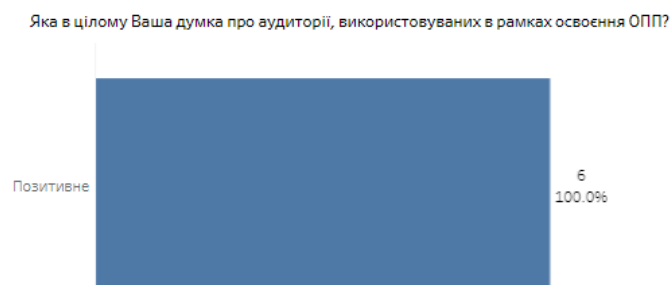 Яка в цілому Ваша думка про аудиторії, використовуваних в рамках освоєння ОПП?
Позитивне
6
100.0%